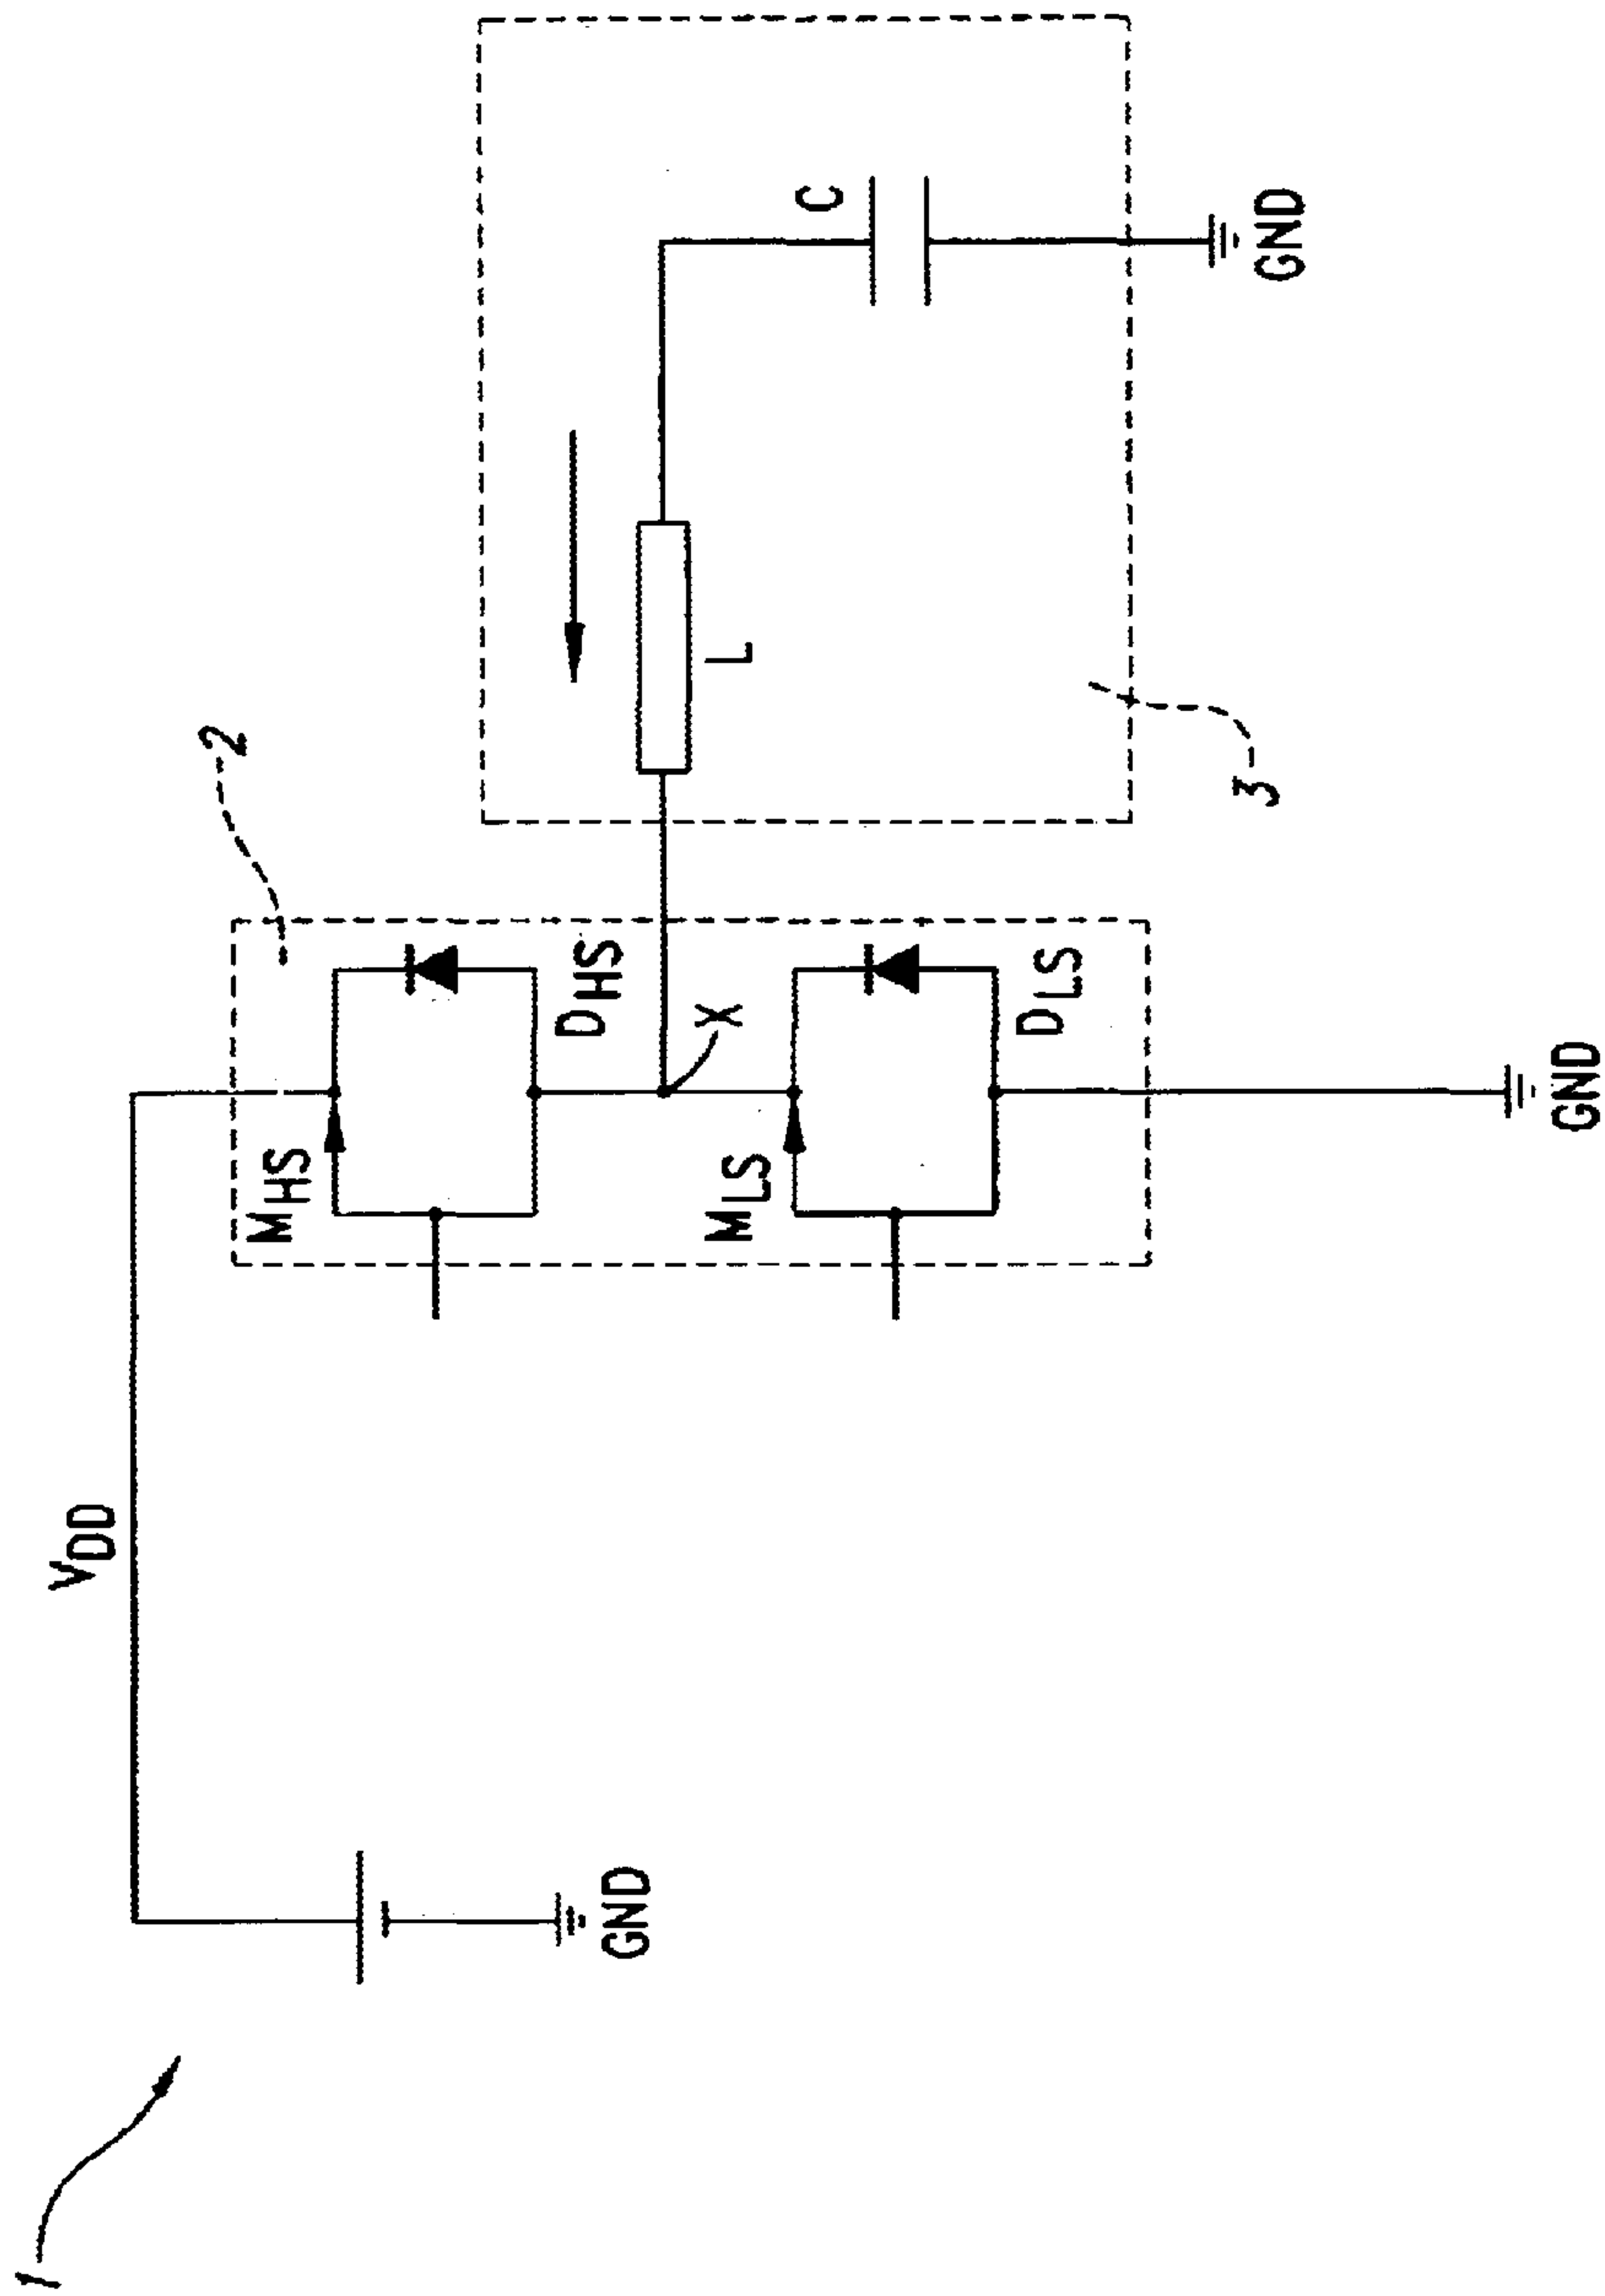 1
V_DD
GND
2
M_HS
D_HS
X
M_LS
D_LS
GND
L
C
3
GND